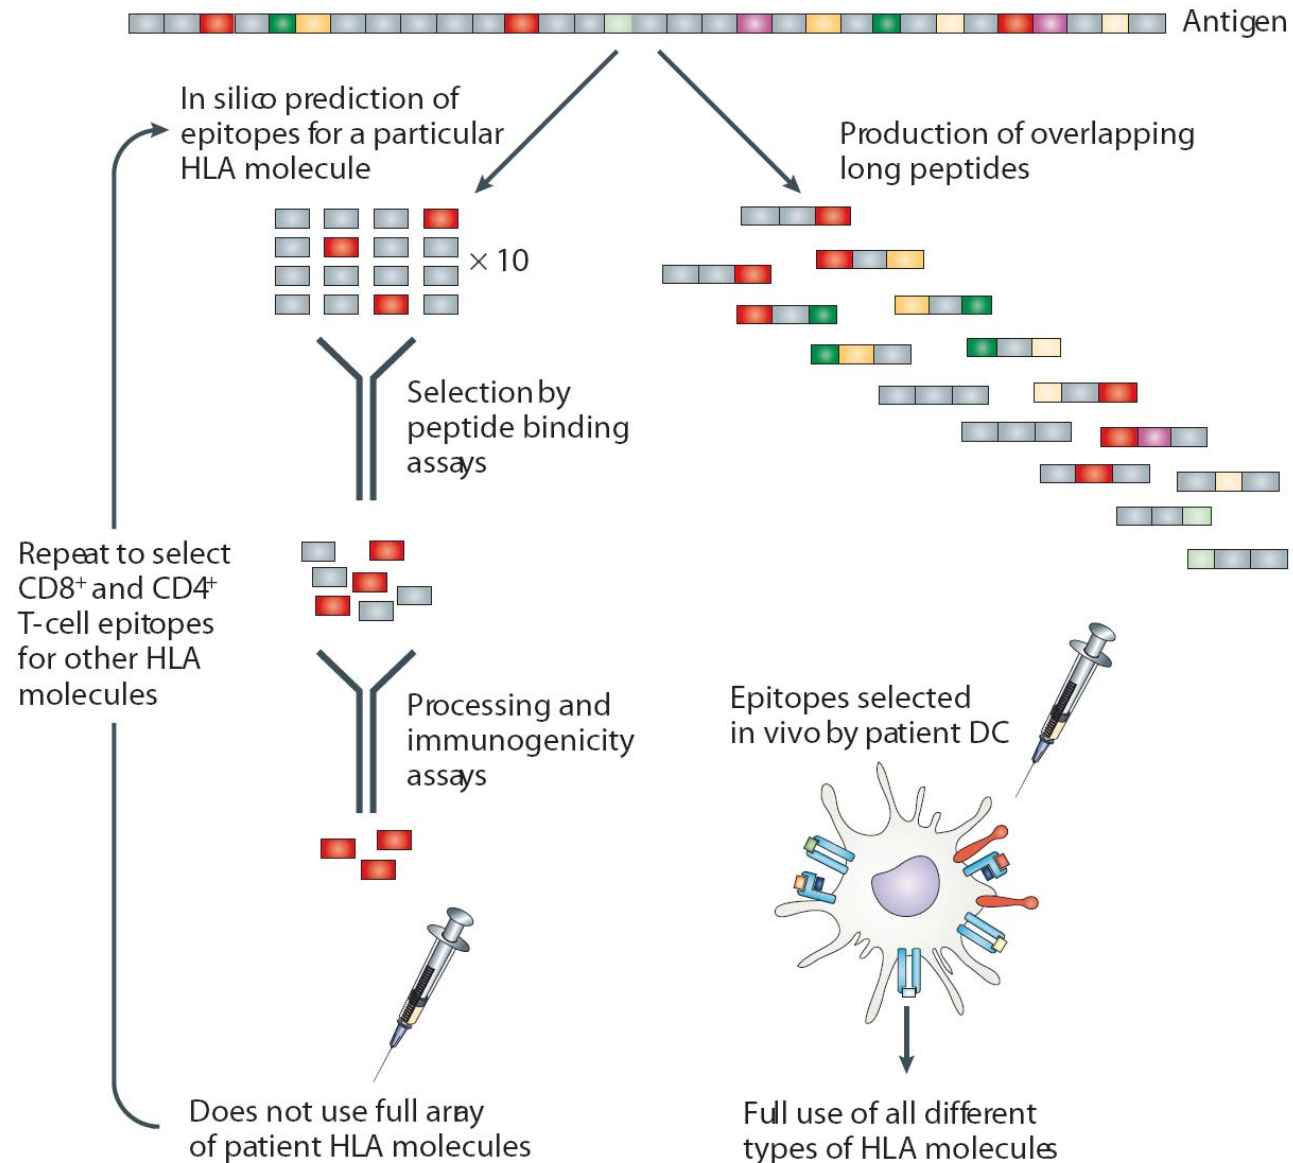 Antigen
In silico prediction of
epitopes for a particular
HLA molecule
Production of overlapping
long peptides
× 10
Selection by
peptide binding
assays
Repeat to select
CD8⁺ and CD4⁺
T-cell epitopes
for other HLA
molecules
Processing and
immunogenicity
assays
Epitopes selected
in vivo by patient DC
Does not use full array
of patient HLA molecules
Full use of all different
types of HLA molecules